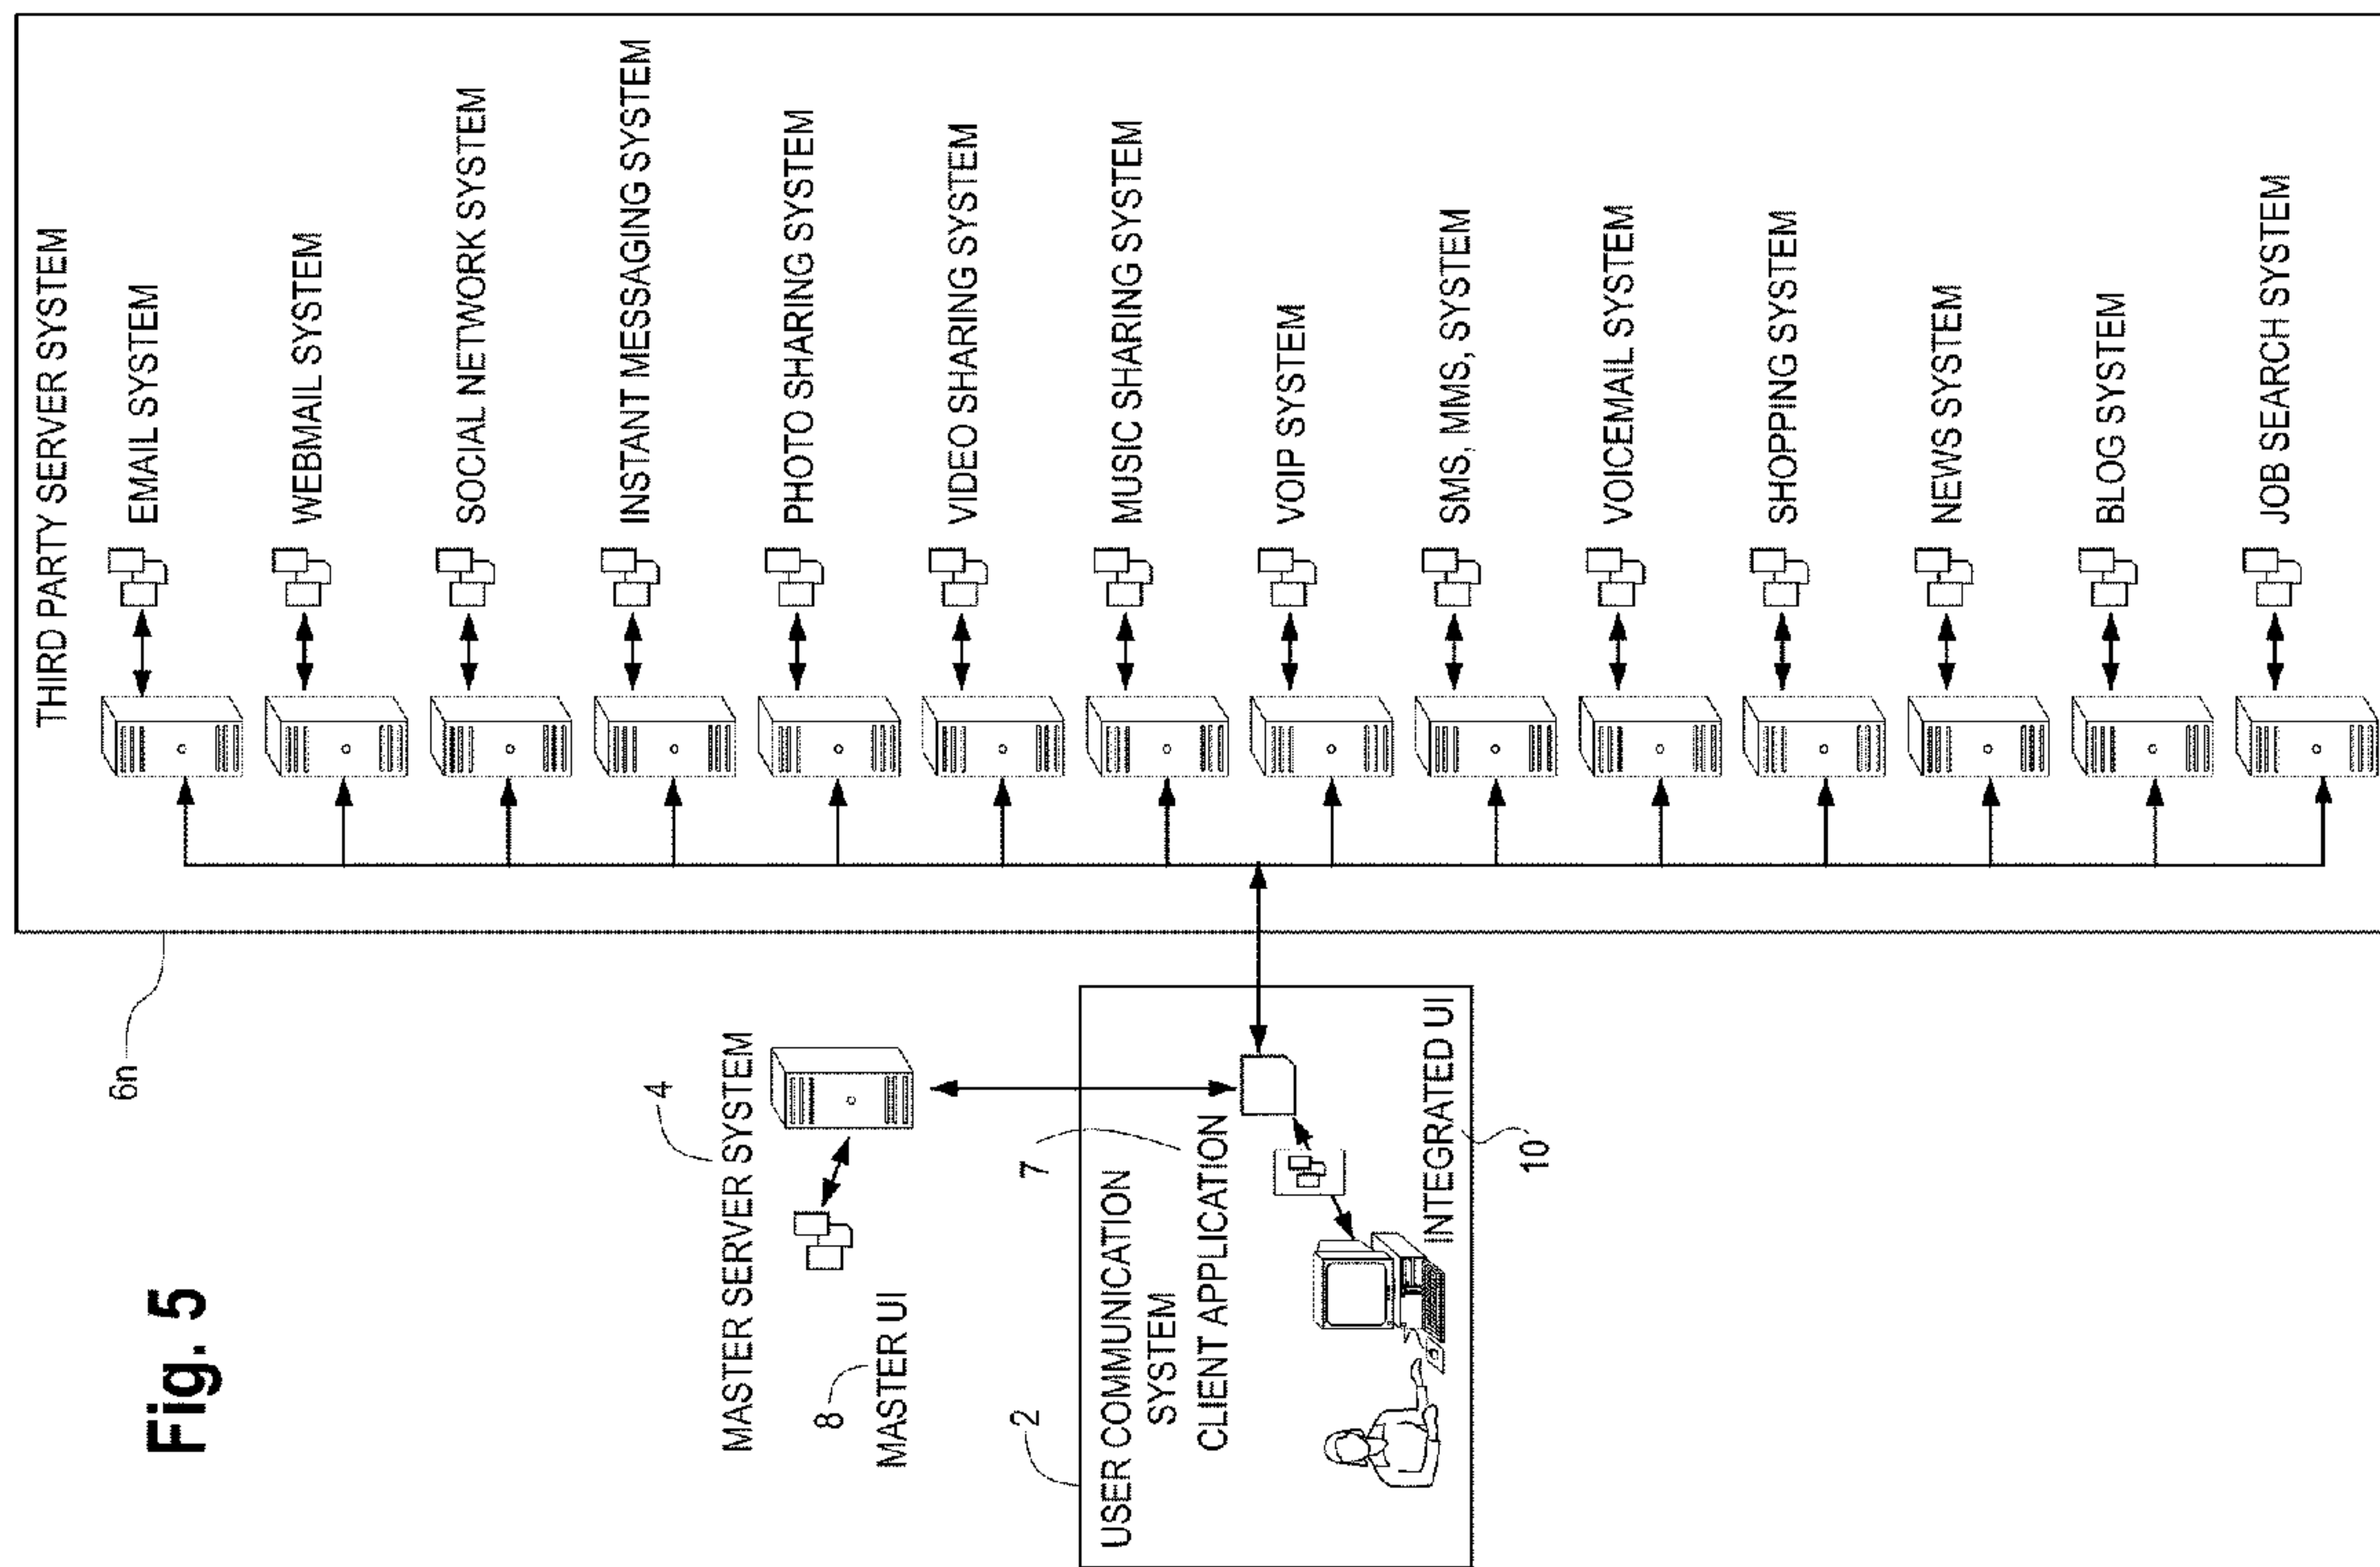 Fig. 5
6n
THIRD PARTY SERVER SYSTEM
EMAIL SYSTEM
WEBMAIL SYSTEM
SOCIAL NETWORK SYSTEM
INSTANT MESSAGING SYSTEM
PHOTO SHARING SYSTEM
VIDEO SHARING SYSTEM
MUSIC SHARING SYSTEM
VOIP SYSTEM
SMS, MMS, SYSTEM
VOICEMAIL SYSTEM
SHOPPING SYSTEM
NEWS SYSTEM
BLOG SYSTEM
JOB SEARCH SYSTEM
4
MASTER SERVER SYSTEM
8
MASTER UI
2
7
USER COMMUNICATION
SYSTEM
CLIENT APPLICATION
INTEGRATED UI
10